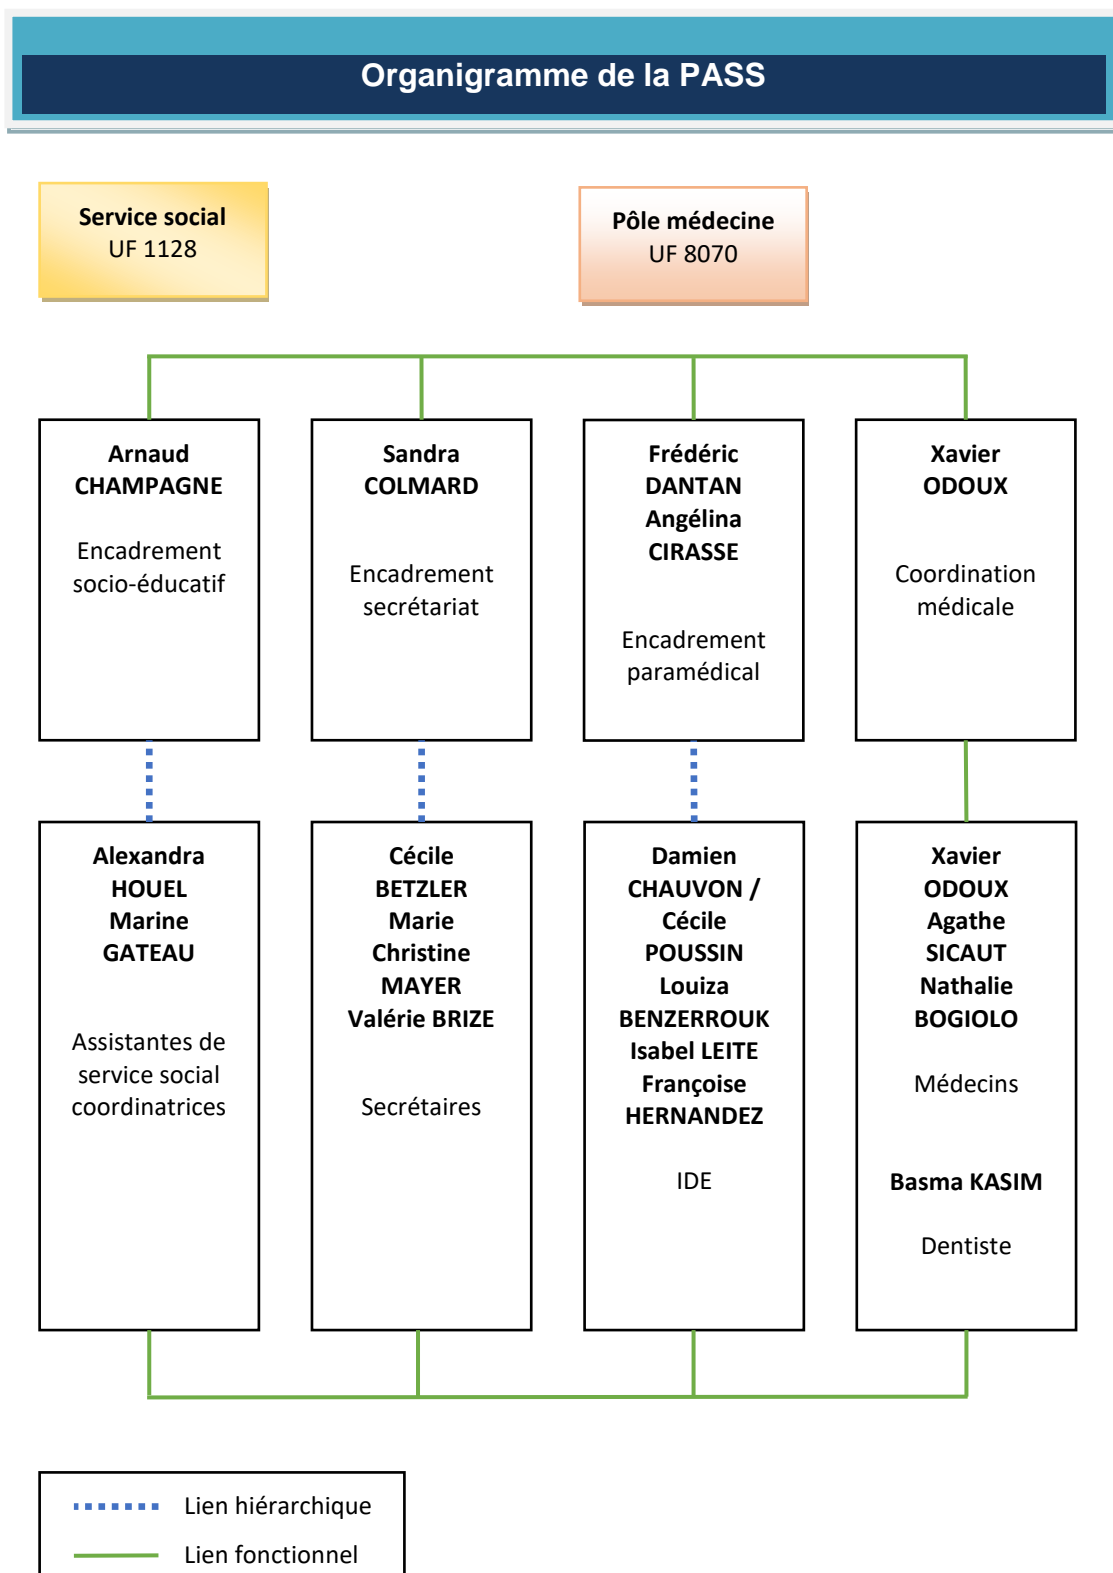 Organigramme de la PASS
Service social
UF 1128
Pôle médecine
UF 8070
Arnaud
CHAMPAGNE
Encadrement
socio-éducatif
Sandra
COLMARD
Encadrement
secrétariat
Frédéric
DANTAN
Angélina
CIRASSE
Encadrement
paramédical
Xavier
ODOUX
Coordination
médicale
Alexandra
HOUEL
Marine
GATEAU
Assistantes de
service social
coordinatrices
Cécile
BETZLER
Marie
Christine
MAYER
Valérie BRIZE
Secrétaires
Damien
CHAUVON /
Cécile
POUSSIN
Louiza
BENZERROUK
Isabel LEITE
Françoise
HERNANDEZ
IDE
Xavier
ODOUX
Agathe
SICAUT
Nathalie
BOGIOLO
Médecins
Basma KASIM
Dentiste
Lien hiérarchique
Lien fonctionnel